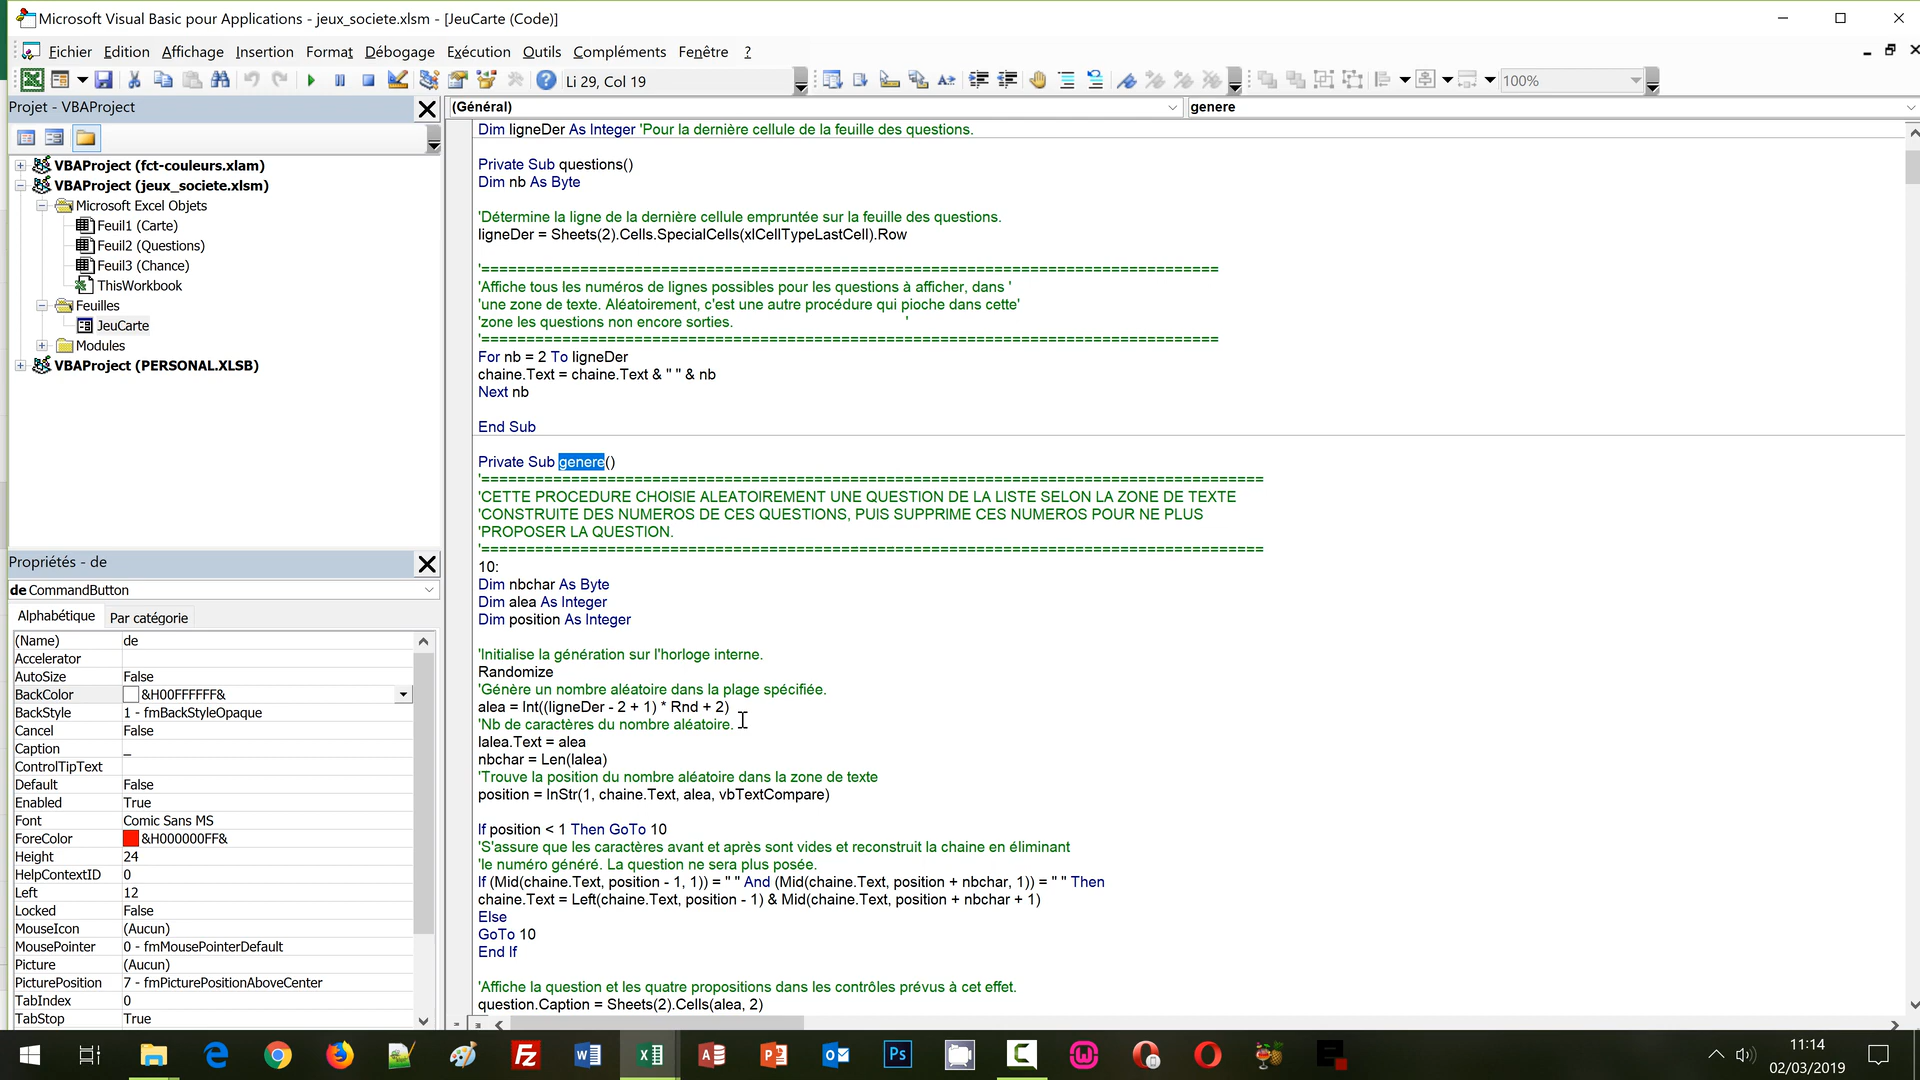 Microsoft Visual Basic pour Applications - jeux_societe.xlsm - [JeuCarte (Code)]
Fichier Edition Affichage Insertion Format Débogage Exécution Outils Compléments Fenêtre ?
Li 29, Col 19
100%
Projet - VBAProject
VBAProject (fct-couleurs.xlam)
VBAProject (jeux_societe.xlsm)
Microsoft Excel Objets
Feuil1 (Carte)
Feuil2 (Questions)
Feuil3 (Chance)
ThisWorkbook
Feuilles
JeuCarte
Modules
VBAProject (PERSONAL.XLSB)
Propriétés - de
de CommandButton
Alphabétique Par catégorie
(Name) de
Accelerator
AutoSize False
BackColor &H00FFFFFF&
BackStyle 1 - fmBackStyleOpaque
Cancel False
Caption _
ControlTipText
Default False
Enabled True
Font Comic Sans MS
ForeColor &H000000FF&
Height 24
HelpContextID 0
Left 12
Locked False
MouseIcon (Aucun)
MousePointer 0 - fmMousePointerDefault
Picture (Aucun)
PicturePosition 7 - fmPicturePositionAboveCenter
TabIndex 0
TabStop True
(Général) genere
Dim ligneDer As Integer 'Pour la dernière cellule de la feuille des questions.
Private Sub questions()
Dim nb As Byte
'Détermine la ligne de la dernière cellule empruntée sur la feuille des questions.
ligneDer = Sheets(2).Cells.SpecialCells(xlCellTypeLastCell).Row
'================================================================================
'Affiche tous les numéros de lignes possibles pour les questions à afficher, dans '
'une zone de texte. Aléatoirement, c'est une autre procédure qui pioche dans cette'
'zone les questions non encore sorties. '
'================================================================================
For nb = 2 To ligneDer
chaine.Text = chaine.Text & " " & nb
Next nb
End Sub
Private Sub genere()
'=====================================================================================
'CETTE PROCEDURE CHOISIE ALEATOIREMENT UNE QUESTION DE LA LISTE SELON LA ZONE DE TEXTE
'CONSTRUITE DES NUMEROS DE CES QUESTIONS, PUIS SUPPRIME CES NUMEROS POUR NE PLUS
'PROPOSER LA QUESTION.
'=====================================================================================
10:
Dim nbchar As Byte
Dim alea As Integer
Dim position As Integer
'Initialise la génération sur l'horloge interne.
Randomize
'Génère un nombre aléatoire dans la plage spécifiée.
alea = Int((ligneDer - 2 + 1) * Rnd + 2)
'Nb de caractères du nombre aléatoire.
lalea.Text = alea
nbchar = Len(lalea)
'Trouve la position du nombre aléatoire dans la zone de texte
position = InStr(1, chaine.Text, alea, vbTextCompare)
If position < 1 Then GoTo 10
'S'assure que les caractères avant et après sont vides et reconstruit la chaine en éliminant
'le numéro généré. La question ne sera plus posée.
If (Mid(chaine.Text, position - 1, 1)) = " " And (Mid(chaine.Text, position + nbchar, 1)) = " " Then
chaine.Text = Left(chaine.Text, position - 1) & Mid(chaine.Text, position + nbchar + 1)
Else
GoTo 10
End If
'Affiche la question et les quatre propositions dans les contrôles prévus à cet effet.
question.Caption = Sheets(2).Cells(alea, 2)
11:14
02/03/2019